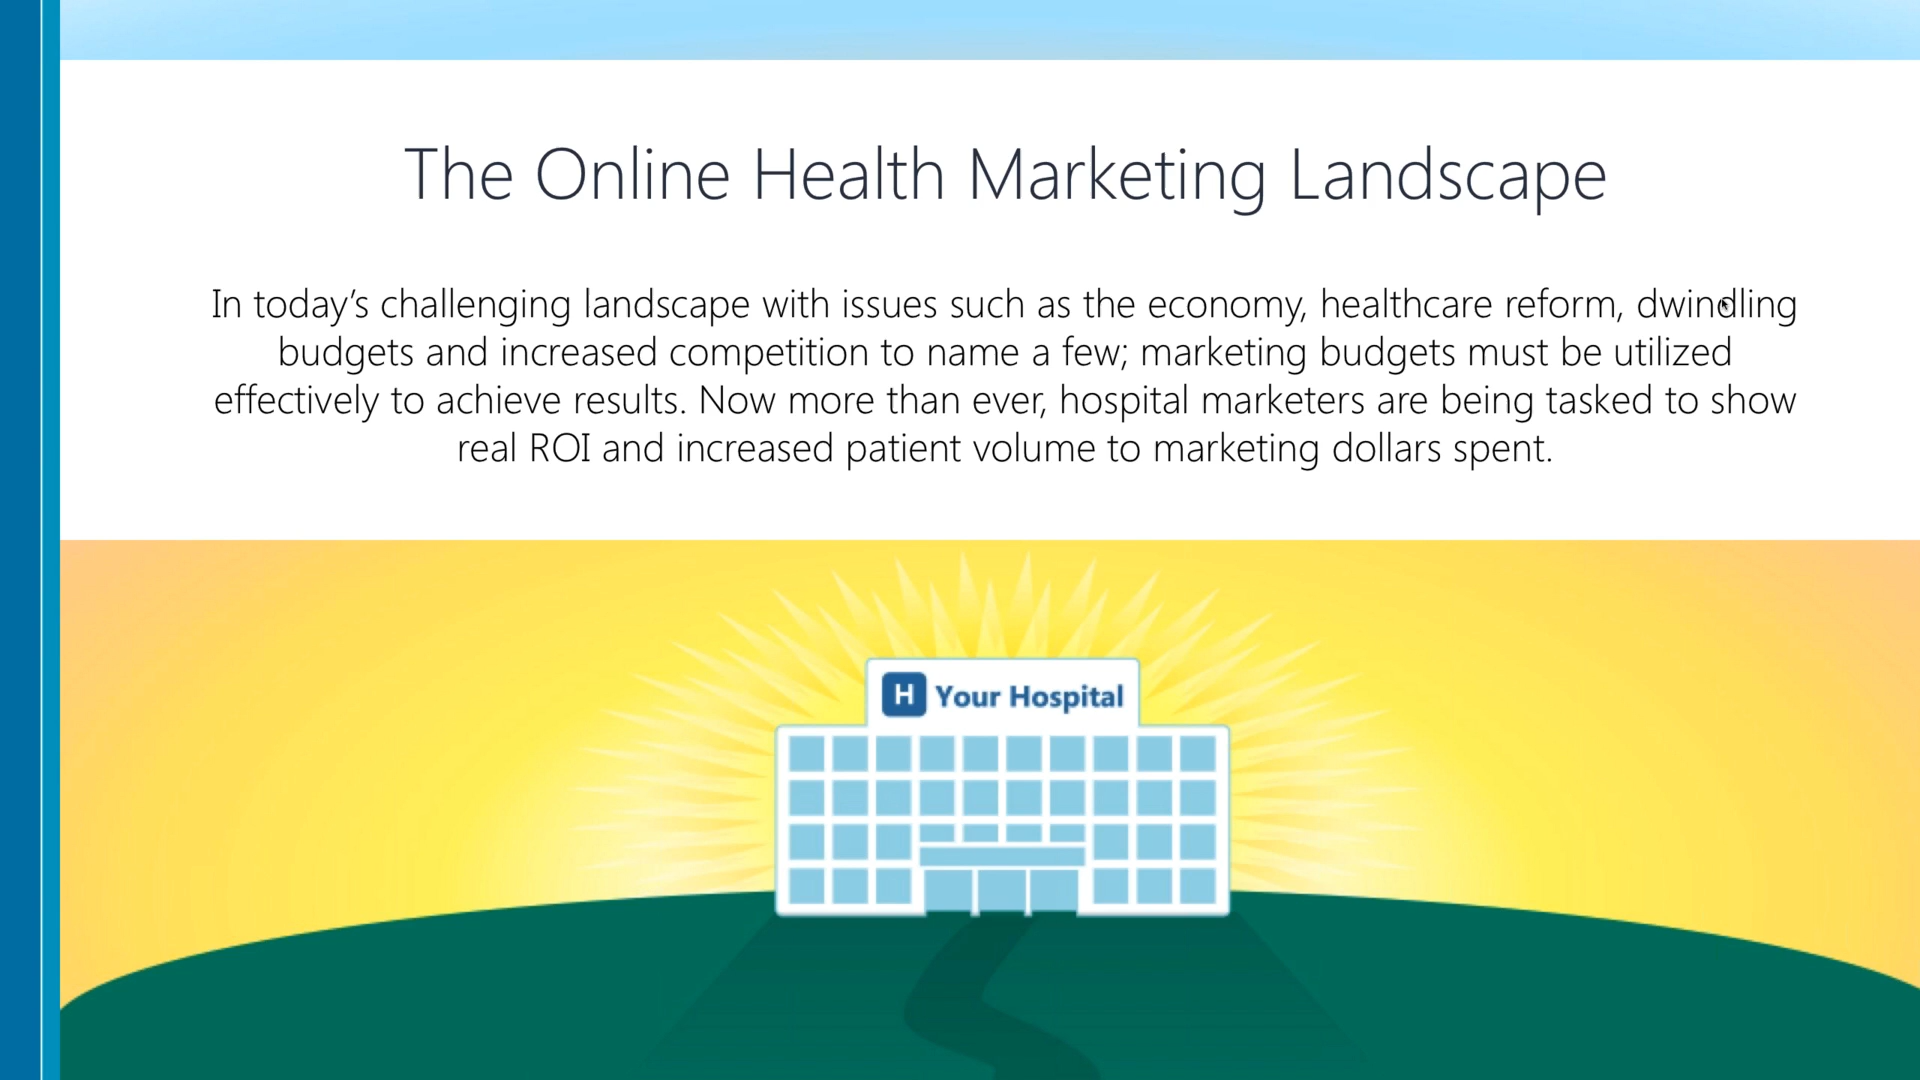 The Online Health Marketing Landscape
In today’s challenging landscape with issues such as the economy, healthcare reform, dwindling
budgets and increased competition to name a few; marketing budgets must be utilized
effectively to achieve results. Now more than ever, hospital marketers are being tasked to show
real ROI and increased patient volume to marketing dollars spent.
H Your Hospital